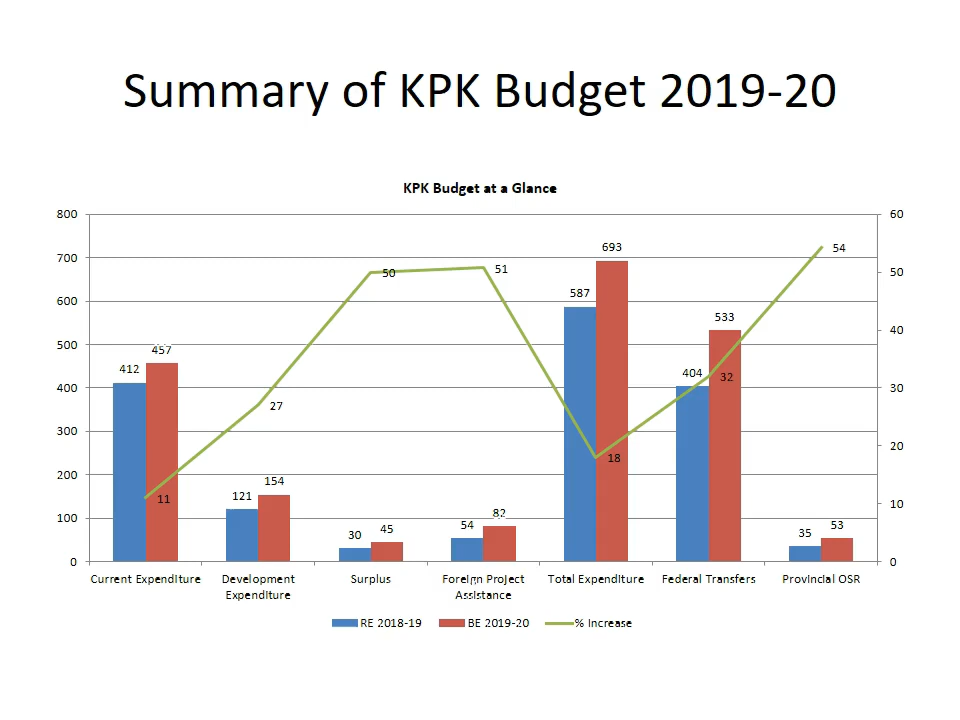 Summary of KPK Budget 2019-20
KPK Budget at a Glance
800
700
600
500
400
300
200
100
0
60
50
40
30
20
10
0
412
457
11
121
154
27
30
45
50
54
82
51
587
693
18
404
533
32
35
53
54
Current Expenditure
Development
Expenditure
Surplus
Foreign Project
Assistance
Total Expenditure
Federal Transfers
Provincial OSR
RE 2018-19
BE 2019-20
% Increase